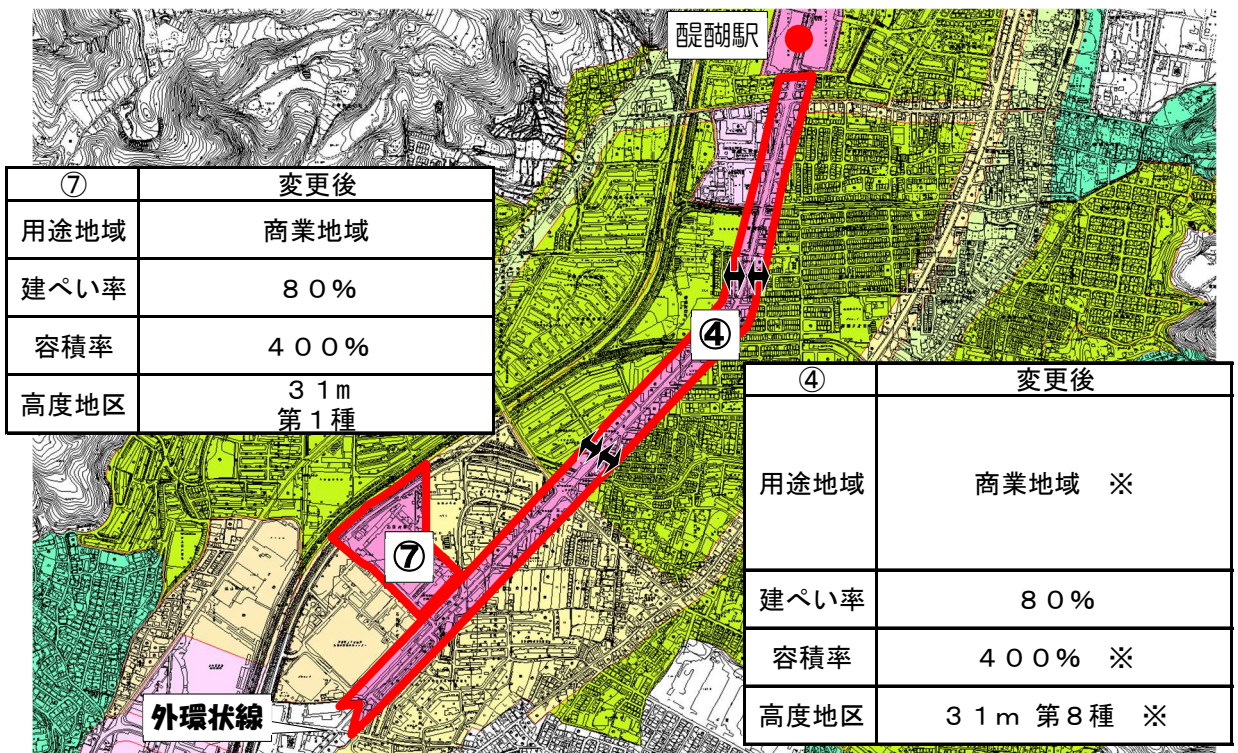 醍醐駅
⑦ 変更後
用途地域 商業地域
建ぺい率 80%
容積率 400%
高度地区 31m
第1種
④
④ 変更後
用途地域 商業地域 ※
建ぺい率 80%
容積率 400% ※
高度地区 31m 第8種 ※
⑦
外環状線